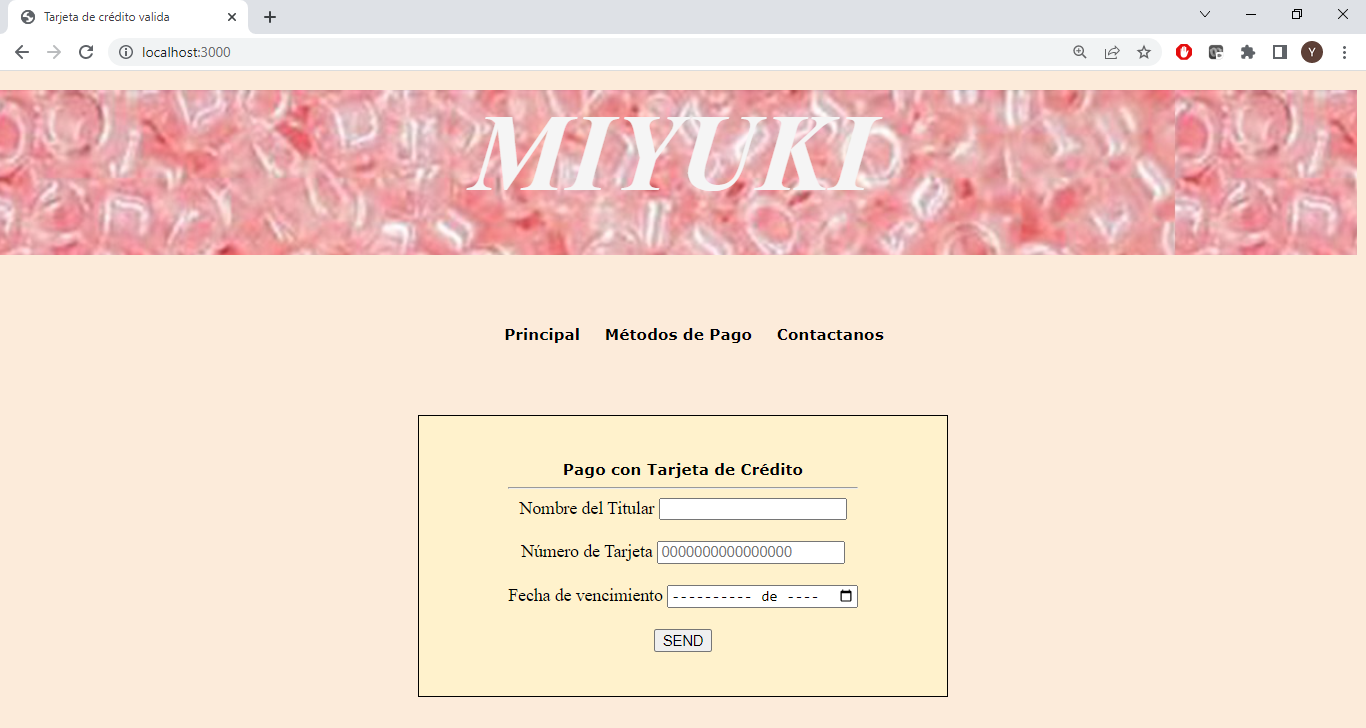 Tarjeta de crédito valida
localhost:3000
Y
MIYUKI
Principal Métodos de Pago Contactanos
Pago con Tarjeta de Crédito
Nombre del Titular
Número de Tarjeta 0000000000000000
Fecha de vencimiento ---------- de ----
SEND